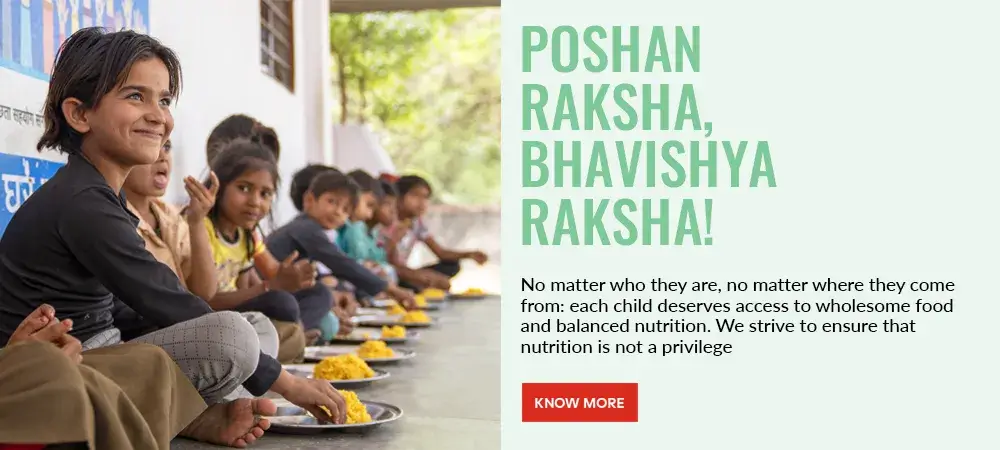 सहयोग
POSHAN
RAKSHA,
BHAVISHYA
RAKSHA!
No matter who they are, no matter where they come
from: each child deserves access to wholesome food
and balanced nutrition. We strive to ensure that
nutrition is not a privilege
KNOW MORE